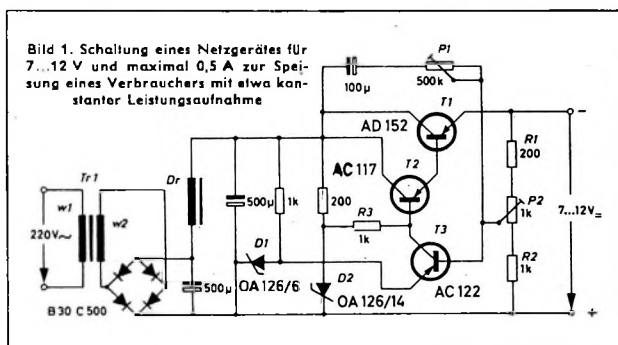 Bild 1. Schaltung eines Netzgerätes für
7...12 V und maximal 0,5 A zur Spei-
sung eines Verbrauchers mit etwa kon-
stanter Leistungsaufnahme
P1
500k
100µ
T1
AD 152
R1
200
AC 117
T2
Tr 1
w1
w2
220V~
Dr
500µ
1k
200
R3
1k
T3
P2
1k
7...12V=
R2
1k
500µ
D1
OA 126/6
D2
OA 126/14
AC 122
B30 C 500
−
+